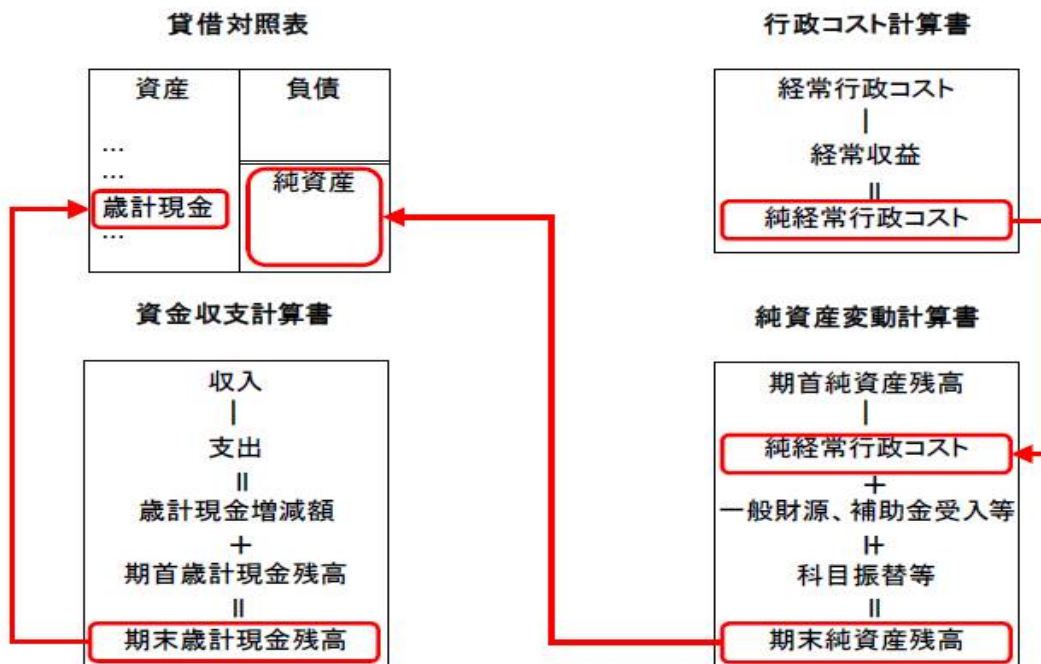 貸借対照表
資産
負債
…
…
純資産
歳計現金
…
行政コスト計算書
経常行政コスト
|
経常収益
||
純経常行政コスト
資金収支計算書
収入
|
支出
||
歳計現金増減額
+
期首歳計現金残高
||
期末歳計現金残高
純資産変動計算書
期首純資産残高
|
純経常行政コスト
+
一般財源、補助金受入等
科目振替等
||
期末純資産残高